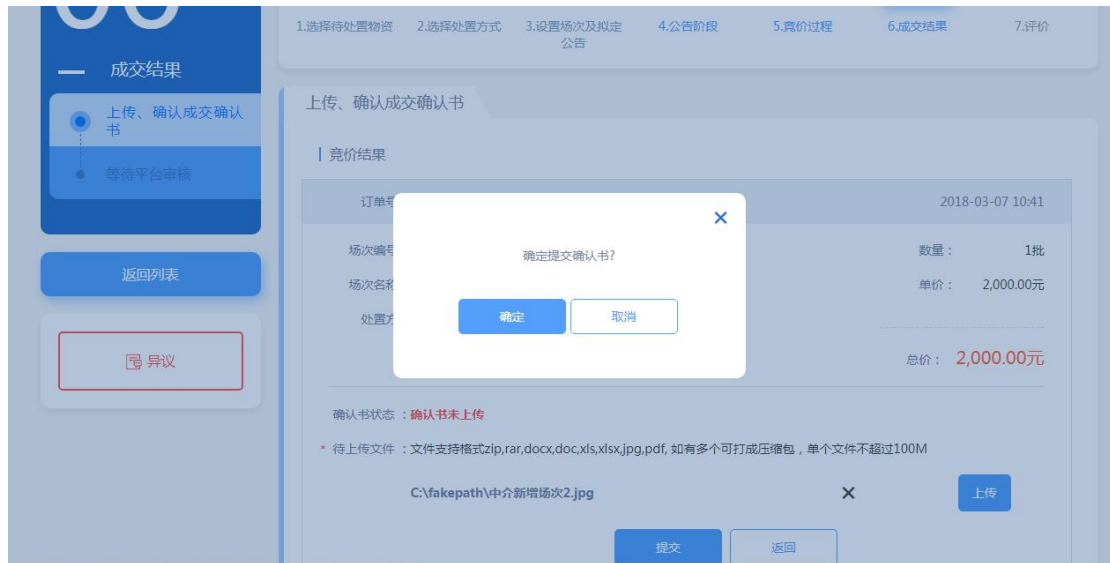 1.选择待处置物资 2.选择处置方式 3.设置场次及拟定公告 4.公告阶段 5.竞价过程 6.成交结果 7.评价
成交结果
上传、确认成交确认书
等待平台审核
返回列表
异议
上传、确认成交确认书
竞价结果
订单号 2018-03-07 10:41
场次编号 数量： 1批
场次名称 单价： 2,000.00元
处置方
总价： 2,000.00元
确定提交确认书?
确定 取消
确认书状态 ：确认书未上传
* 待上传文件 ：文件支持格式zip,rar,docx,doc,xls,xlsx,jpg,pdf, 如有多个可打成压缩包，单个文件不超过100M
C:\fakepath\中介新增场次2.jpg 上传
提交 返回